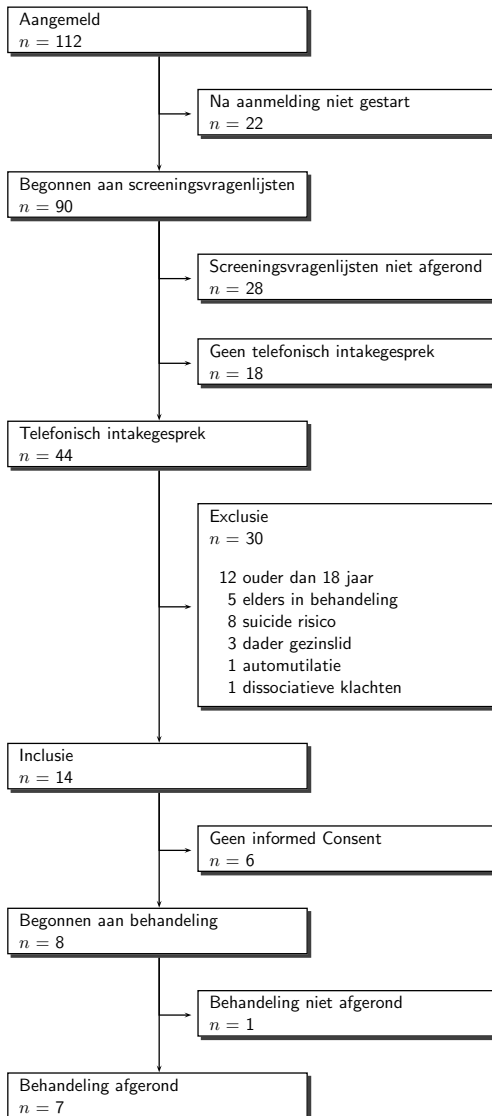 Aangemeld
n = 112
Na aanmelding niet gestart
n = 22
Begonnen aan screeningsvragenlijsten
n = 90
Screeningsvragenlijsten niet afgerond
n = 28
Geen telefonisch intakegesprek
n = 18
Telefonisch intakegesprek
n = 44
Exclusie
n = 30
12 ouder dan 18 jaar
5 elders in behandeling
8 suicide risico
3 dader gezinslid
1 automutilatie
1 dissociatieve klachten
Inclusie
n = 14
Geen informed Consent
n = 6
Begonnen aan behandeling
n = 8
Behandeling niet afgerond
n = 1
Behandeling afgerond
n = 7